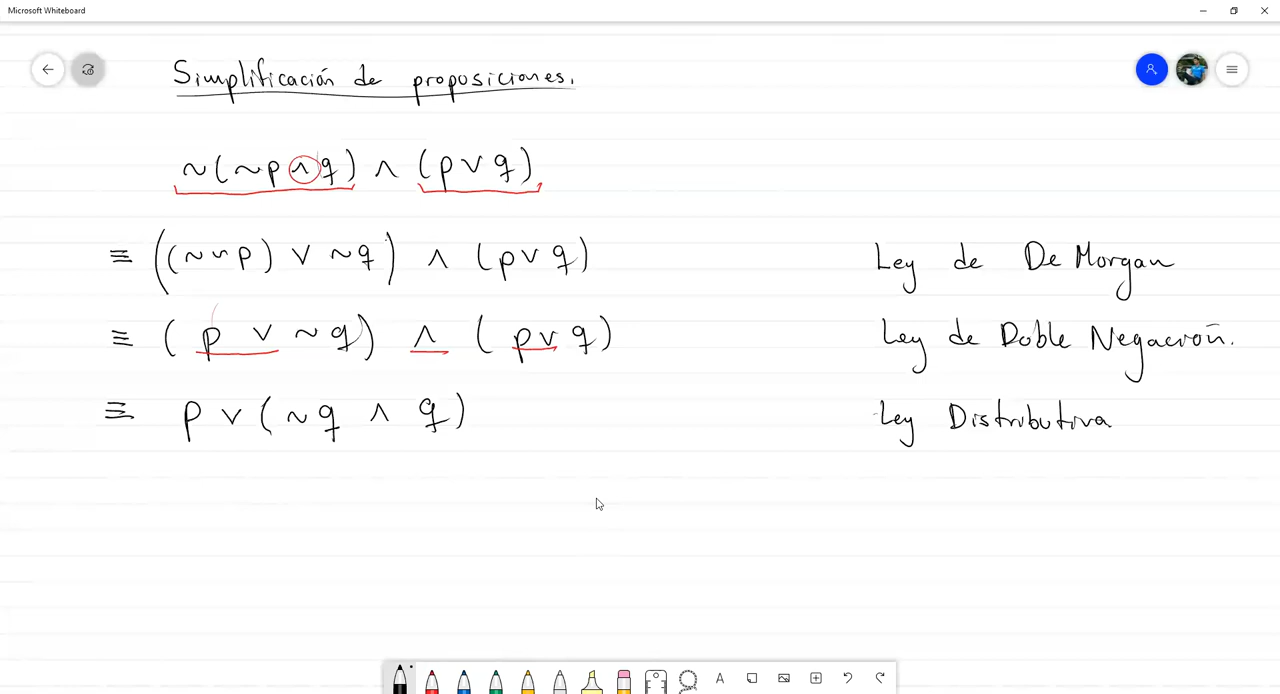 Microsoft Whiteboard
Simplificación de proposiciones.
~(~p ∧ q) ∧ (p ∨ q)
≡ ((~~p) ∨ ~q) ∧ (p ∨ q) Ley de De Morgan
≡ (p ∨ ~q) ∧ (p ∨ q) Ley de Doble Negación.
≡ p ∨ (~q ∧ q) Ley Distributiva